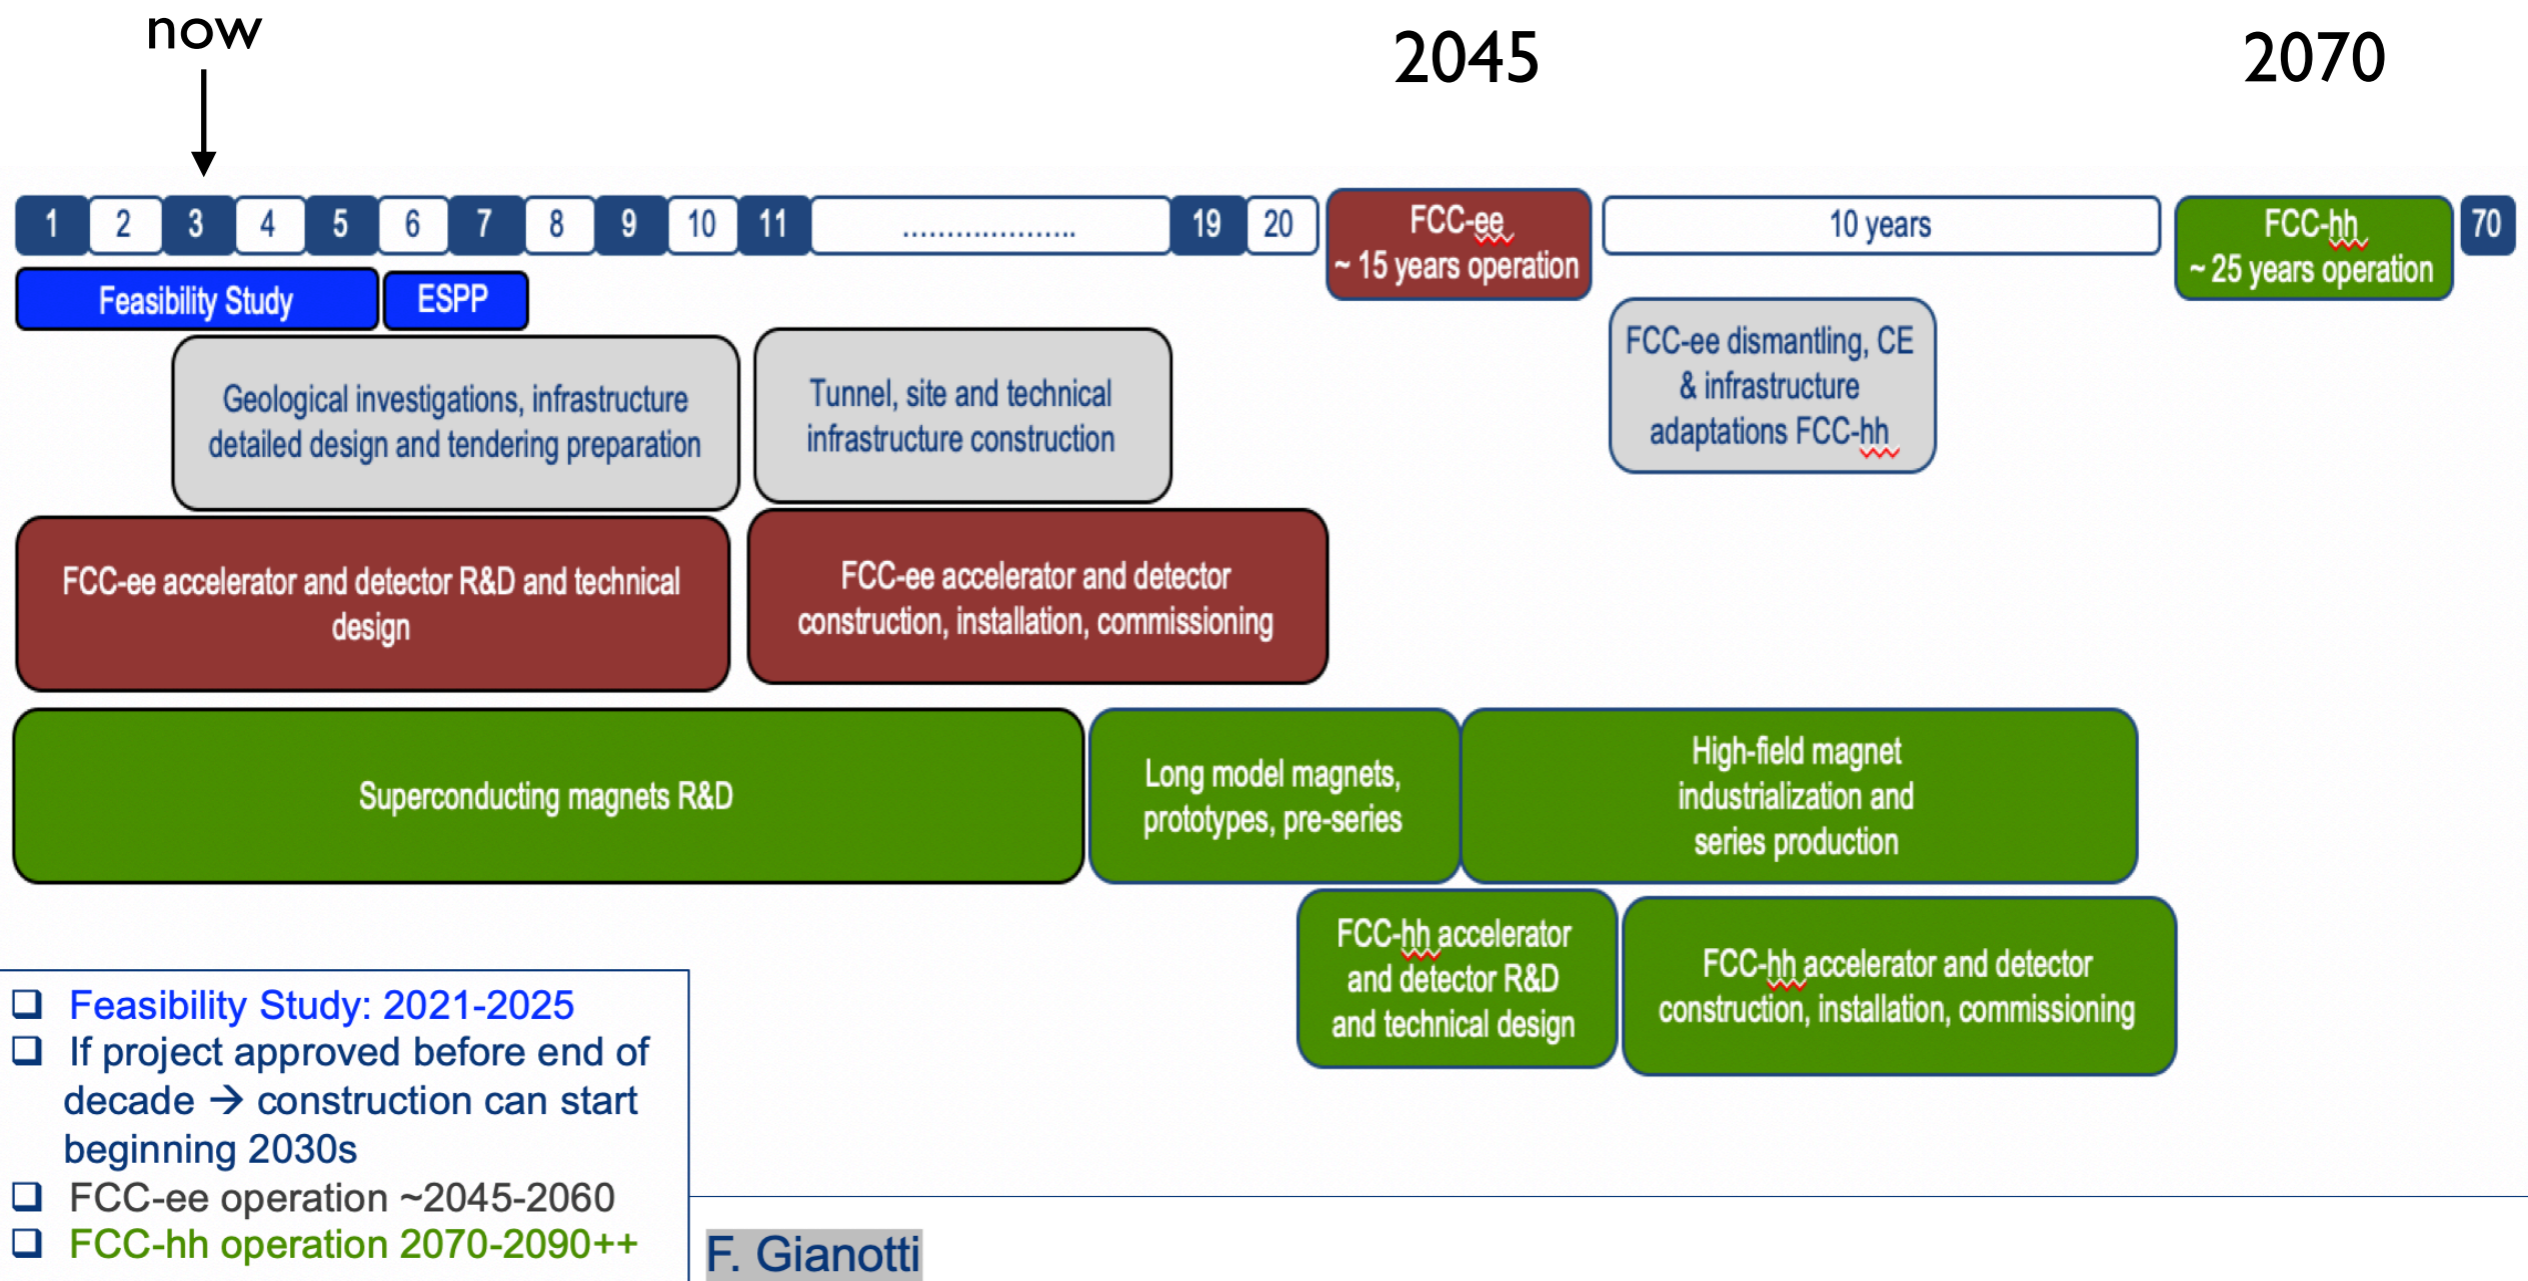 now
2045
2070
1 2 3 4 5 6 7 8 9 10 11 .................... 19 20
FCC-ee
~ 15 years operation
10 years
FCC-hh
~ 25 years operation
70
Feasibility Study
ESPP
Geological investigations, infrastructure
detailed design and tendering preparation
Tunnel, site and technical
infrastructure construction
FCC-ee dismantling, CE
& infrastructure
adaptations FCC-hh
FCC-ee accelerator and detector R&D and technical
design
FCC-ee accelerator and detector
construction, installation, commissioning
Superconducting magnets R&D
Long model magnets,
prototypes, pre-series
High-field magnet
industrialization and
series production
FCC-hh accelerator
and detector R&D
and technical design
FCC-hh accelerator and detector
construction, installation, commissioning
❑ Feasibility Study: 2021-2025
❑ If project approved before end of
decade → construction can start
beginning 2030s
❑ FCC-ee operation ~2045-2060
❑ FCC-hh operation 2070-2090++
F. Gianotti